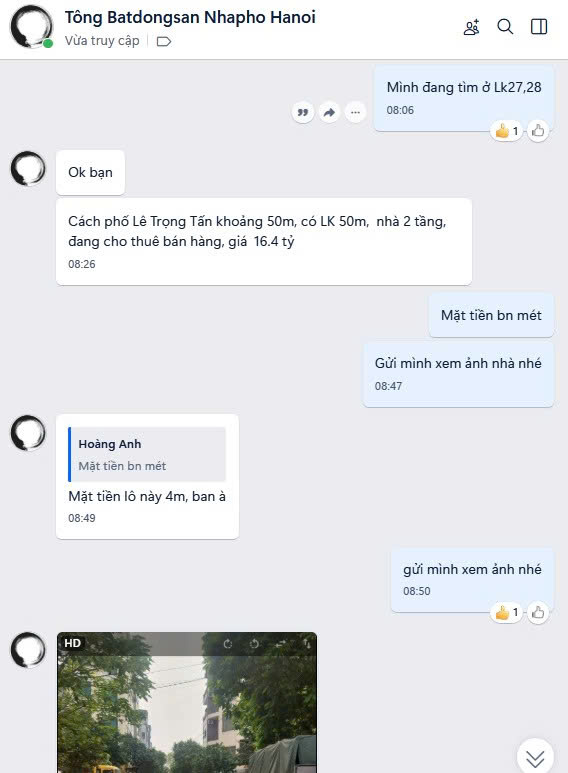 Tông Batdongsan Nhapho Hanoi
Vừa truy cập
Mình đang tìm ở Lk27,28
08:06
1
Ok bạn
Cách phố Lê Trọng Tấn khoảng 50m, có LK 50m, nhà 2 tầng,
đang cho thuê bán hàng, giá 16.4 tỷ
08:26
Mặt tiền bn mét
Gửi mình xem ảnh nhà nhé
08:47
Hoàng Anh
Mặt tiền bn mét
Mặt tiền lô này 4m, ban à
08:49
gửi mình xem ảnh nhé
08:50
1
HD